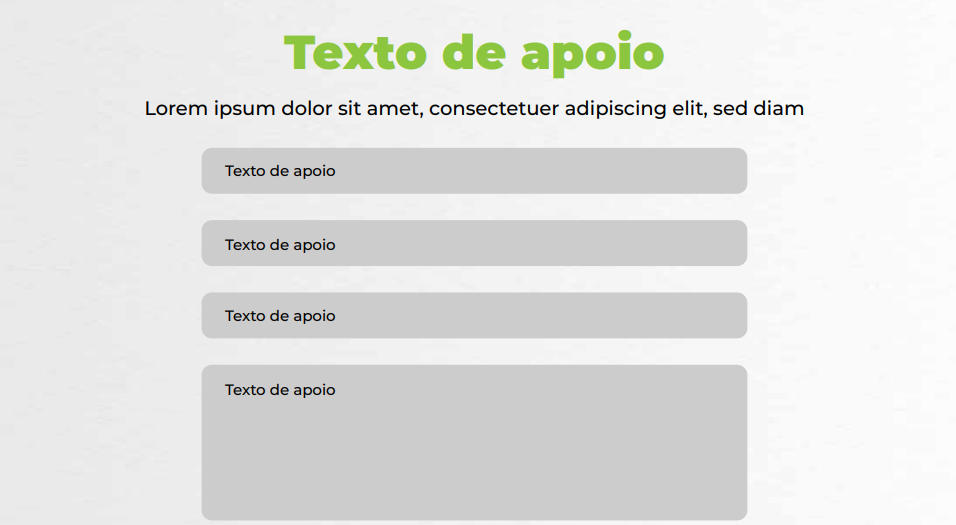 Texto de apoio
Lorem ipsum dolor sit amet, consectetuer adipiscing elit, sed diam
Texto de apoio
Texto de apoio
Texto de apoio
Texto de apoio